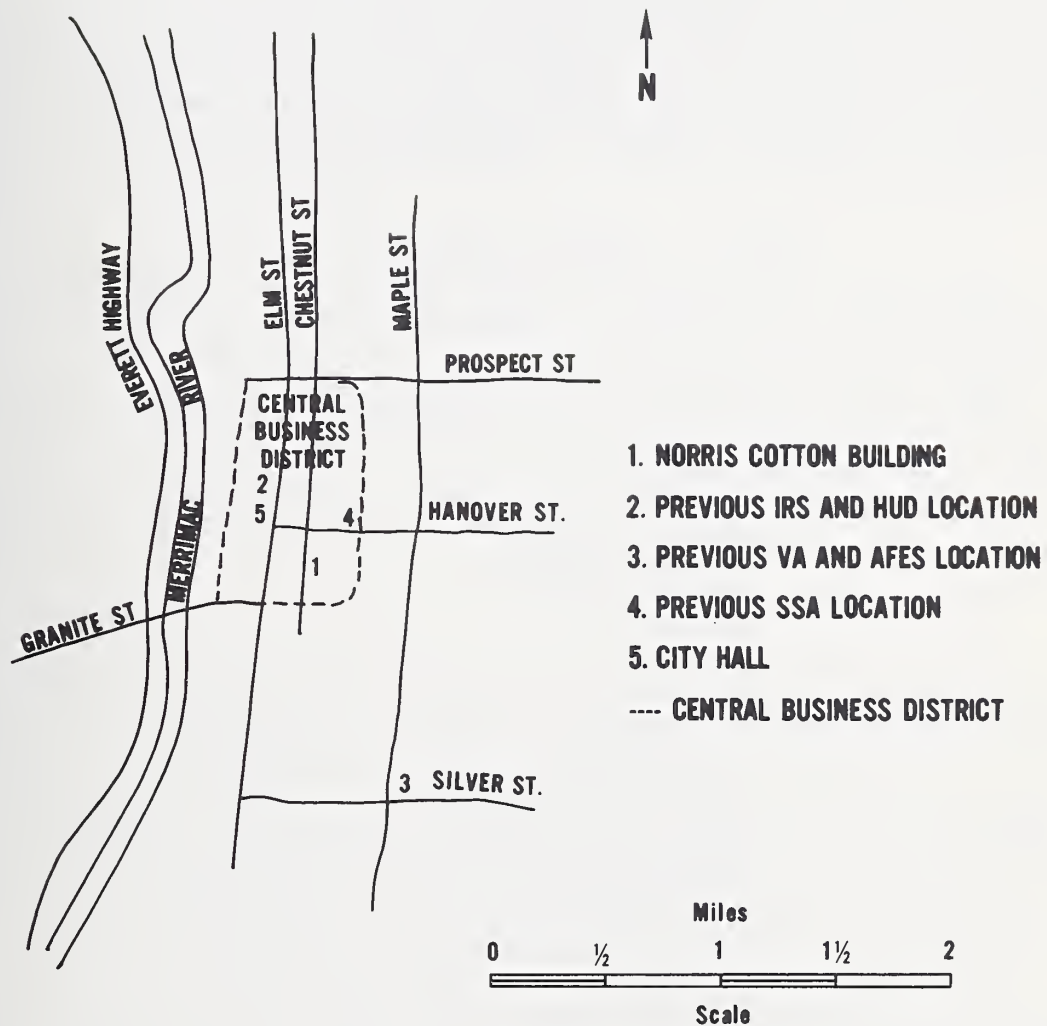 N
ELM ST
CHESTNUT ST
MAPLE ST
EVERETT HIGHWAY
MERRIMAC RIVER
PROSPECT ST
CENTRAL
BUSINESS
DISTRICT
2
5
4
HANOVER ST.
1
GRANITE ST
3 SILVER ST.
1. NORRIS COTTON BUILDING
2. PREVIOUS IRS AND HUD LOCATION
3. PREVIOUS VA AND AFES LOCATION
4. PREVIOUS SSA LOCATION
5. CITY HALL
---- CENTRAL BUSINESS DISTRICT
Miles
0 ½ 1 1½ 2
Scale